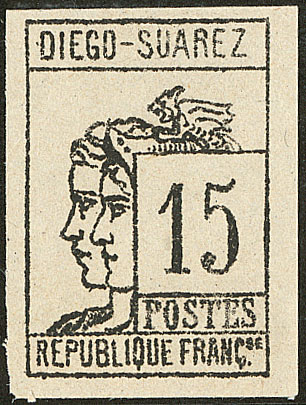 DIEGO-SUAREZ
15
POSTES
REPUBLIQUE FRANÇSE